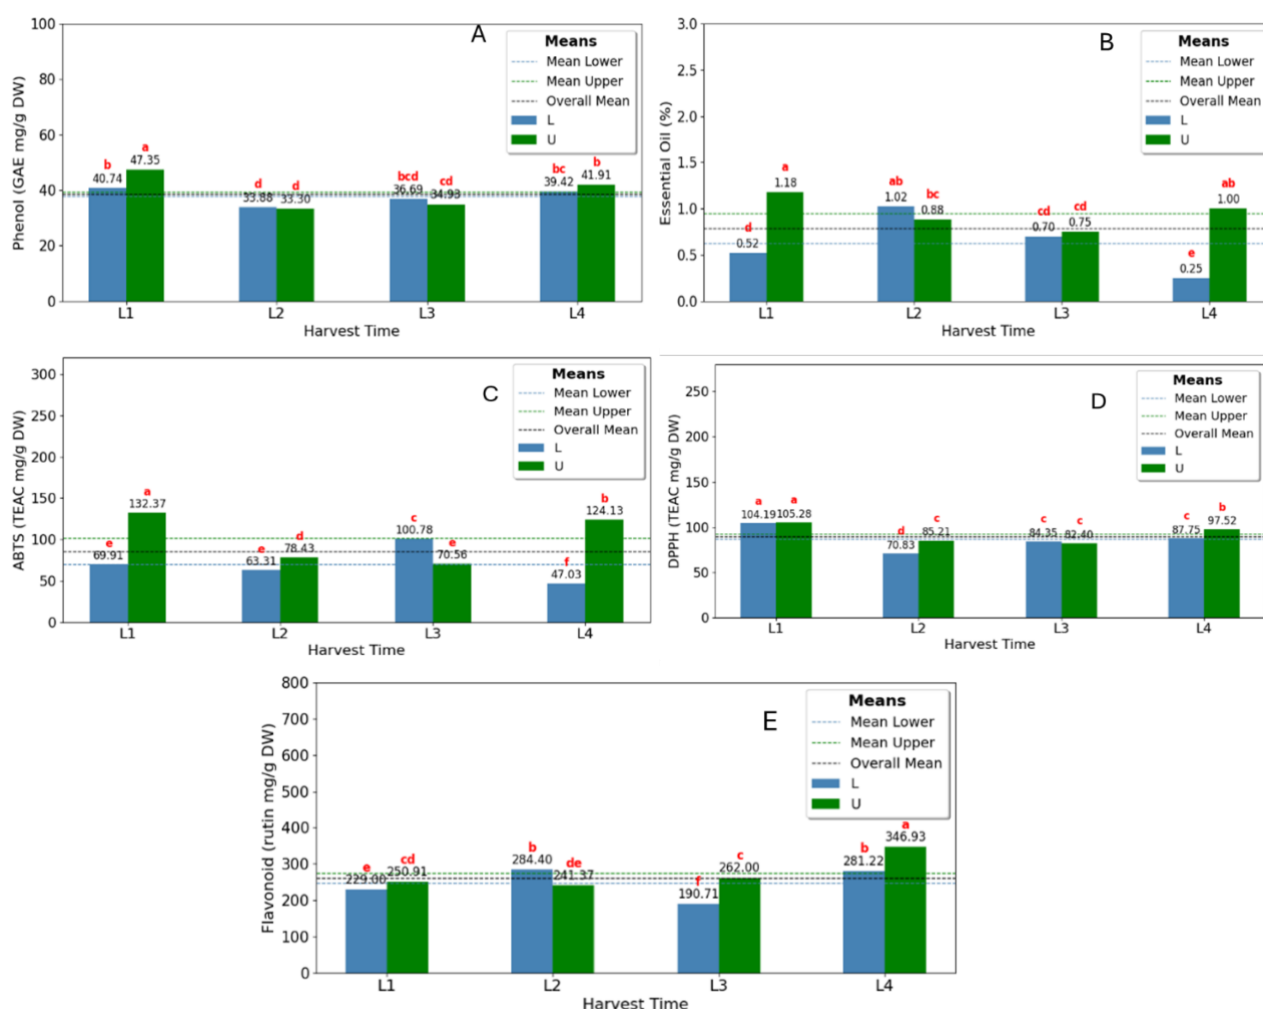 A
Phenol (GAE mg/g DW)
100
80
60
40
20
0
Means
Mean Lower
Mean Upper
Overall Mean
L
U
b
40.74
a
47.35
d
33.88
d
33.30
bcd
36.69
cd
34.93
bc
39.42
b
41.91
L1 L2 L3 L4
Harvest Time
B
Essential Oil (%)
3.0
2.5
2.0
1.5
1.0
0.5
0.0
Means
Mean Lower
Mean Upper
Overall Mean
L
U
d
0.52
a
1.18
ab
1.02
bc
0.88
cd
0.70
cd
0.75
e
0.25
ab
1.00
L1 L2 L3 L4
Harvest Time
C
ABTS (TEAC mg/g DW)
300
250
200
150
100
50
0
Means
Mean Lower
Mean Upper
Overall Mean
L
U
e
69.91
a
132.37
e
63.31
d
78.43
c
100.78
e
70.56
f
47.03
b
124.13
L1 L2 L3 L4
Harvest Time
D
DPPH (TEAC mg/g DW)
250
200
150
100
50
0
Means
Mean Lower
Mean Upper
Overall Mean
L
U
a
104.19
a
105.28
d
70.83
c
85.21
c
84.35
c
82.40
c
87.75
b
97.52
L1 L2 L3 L4
Harvest Time
E
Flavonoid (rutin mg/g DW)
800
700
600
500
400
300
200
100
0
Means
Mean Lower
Mean Upper
Overall Mean
L
U
e
229.00
cd
250.91
b
284.40
de
241.37
f
190.71
c
262.00
b
281.22
a
346.93
L1 L2 L3 L4
Harvest Time